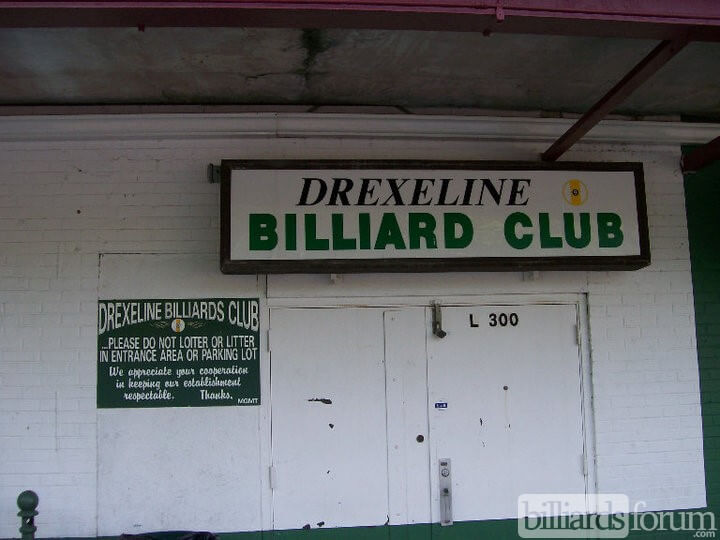 DREXELINE
BILLIARD CLUB
L 300
DREXELINE BILLIARDS CLUB
...PLEASE DO NOT LOITER OR LITTER
IN ENTRANCE AREA OR PARKING LOT
We appreciate your cooperation
in keeping our establishment
respectable. Thanks.
MGMT
billiardsforum
.com